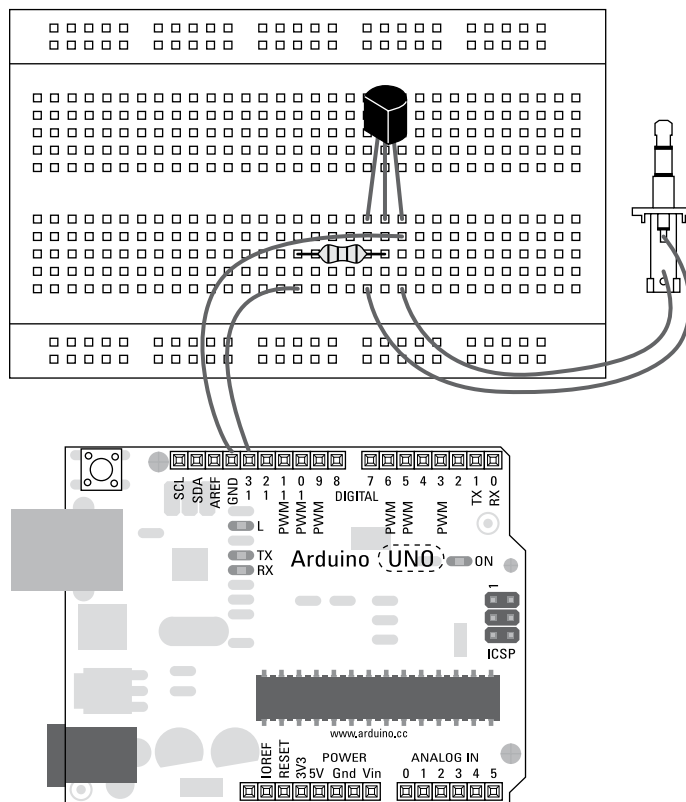 SCL
SDA
AREF
GND
13
12
PWM 11
PWM 10
PWM 9
8
7
PWM 6
PWM 5
4
PWM 3
2
TX 1
RX 0
DIGITAL
L
TX
RX
Arduino UNO
ON
1
ICSP
www.arduino.cc
POWER
ANALOG IN
IOREF
RESET
3V3
5V
Gnd
Vin
0 1 2 3 4 5